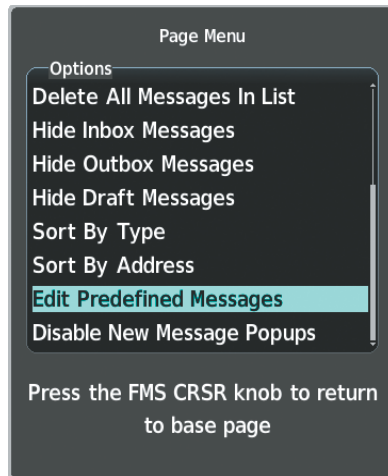 Page Menu
Options
Delete All Messages In List
Hide Inbox Messages
Hide Outbox Messages
Hide Draft Messages
Sort By Type
Sort By Address
Edit Predefined Messages
Disable New Message Popups
Press the FMS CRSR knob to return
to base page